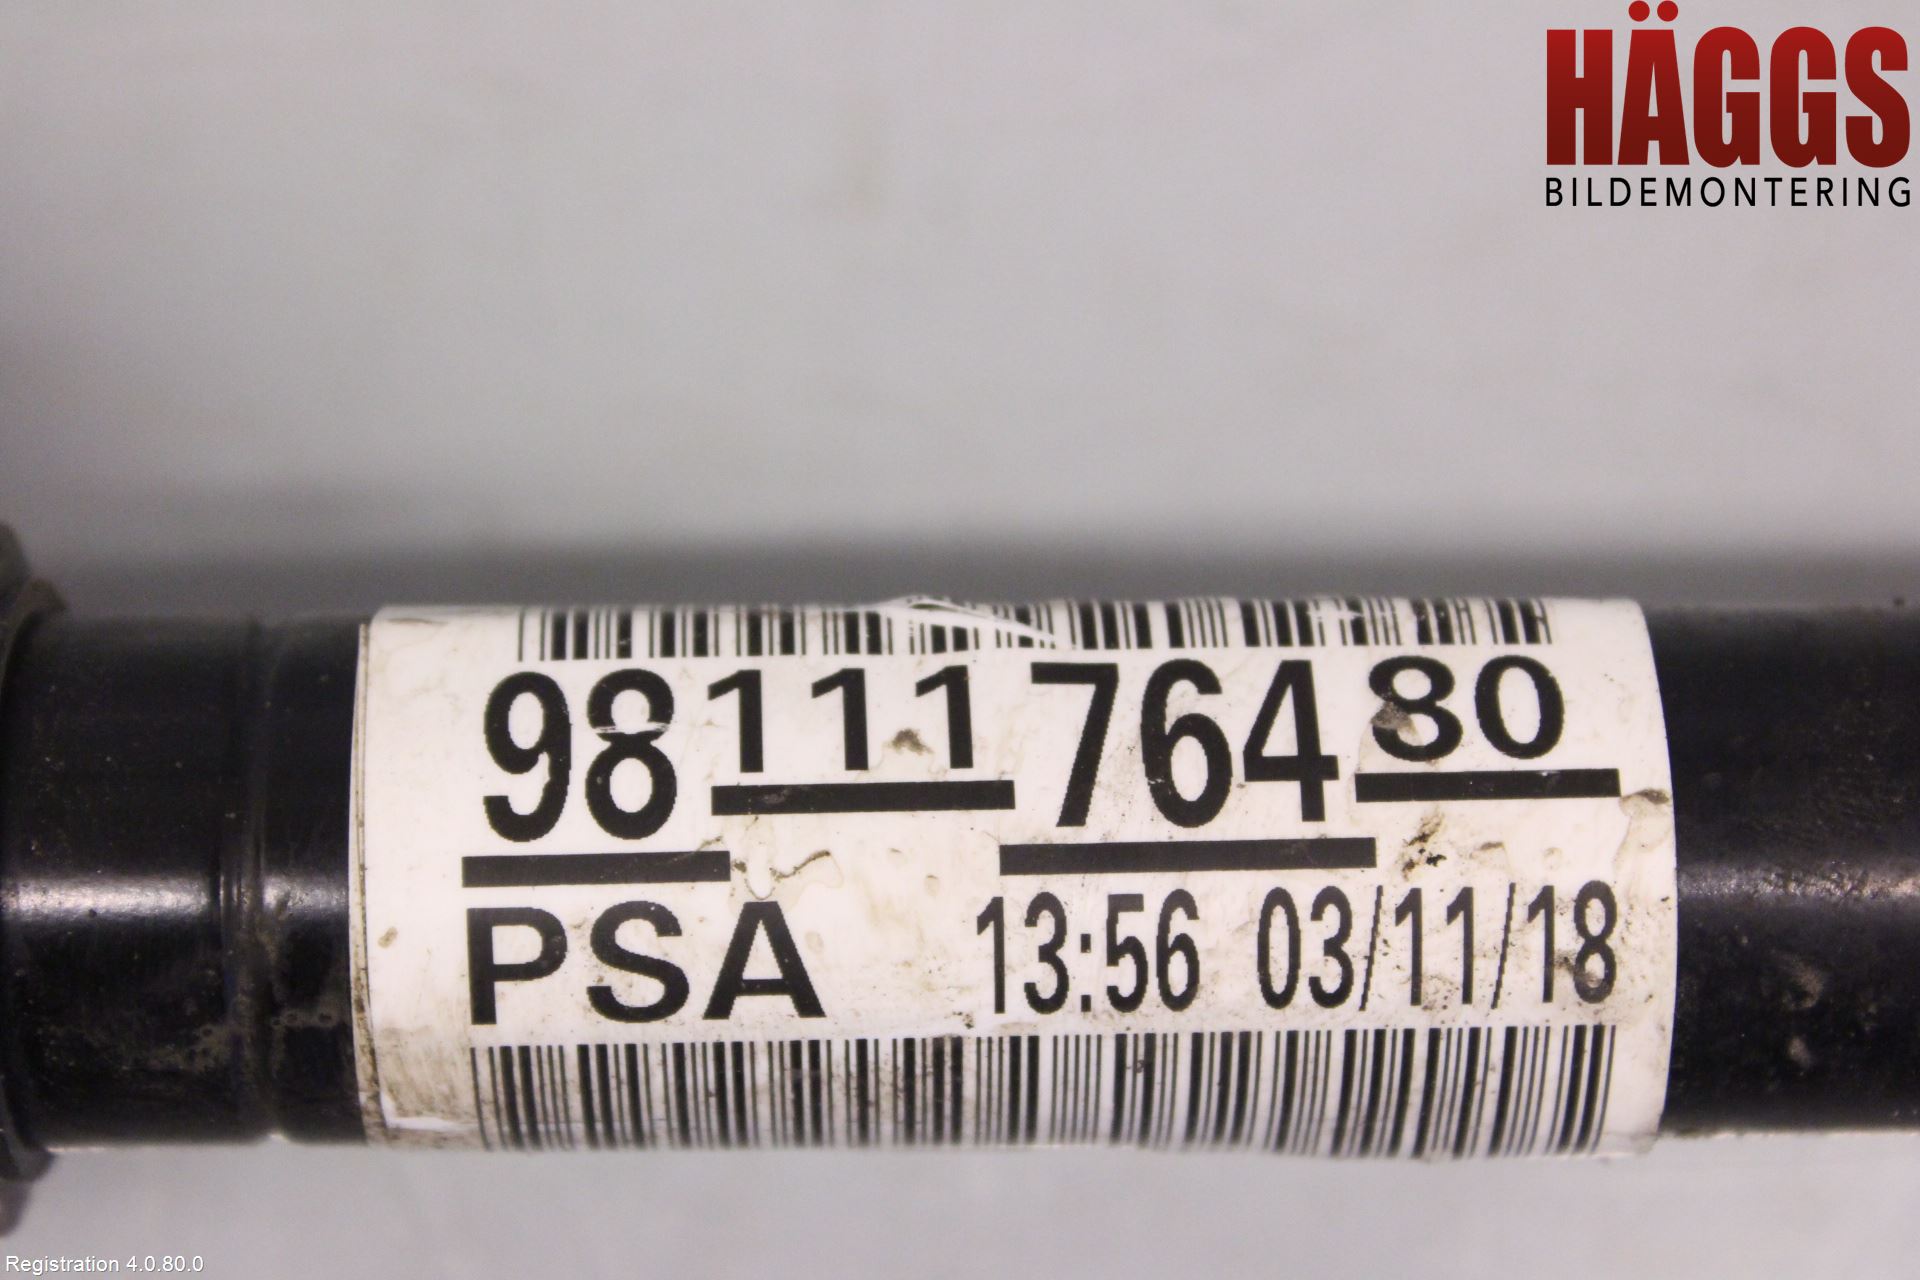 HÄGGS
BILDEMONTERING
9811176480
PSA 13:56 03/11/18
Registration 4.0.80.0